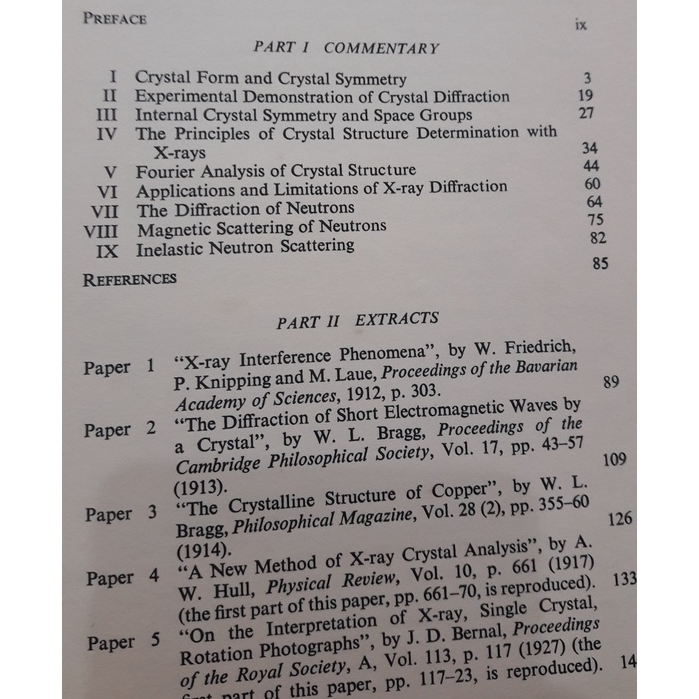 PREFACE ix
PART I COMMENTARY
I Crystal Form and Crystal Symmetry 3
II Experimental Demonstration of Crystal Diffraction 19
III Internal Crystal Symmetry and Space Groups 27
IV The Principles of Crystal Structure Determination with
X-rays 34
V Fourier Analysis of Crystal Structure 44
VI Applications and Limitations of X-ray Diffraction 60
VII The Diffraction of Neutrons 64
VIII Magnetic Scattering of Neutrons 75
IX Inelastic Neutron Scattering 82
REFERENCES 85
PART II EXTRACTS
Paper 1 “X-ray Interference Phenomena”, by W. Friedrich,
P. Knipping and M. Laue, Proceedings of the Bavarian
Academy of Sciences, 1912, p. 303. 89
Paper 2 “The Diffraction of Short Electromagnetic Waves by
a Crystal”, by W. L. Bragg, Proceedings of the
Cambridge Philosophical Society, Vol. 17, pp. 43–57
(1913). 109
Paper 3 “The Crystalline Structure of Copper”, by W. L.
Bragg, Philosophical Magazine, Vol. 28 (2), pp. 355–60
(1914). 126
Paper 4 “A New Method of X-ray Crystal Analysis”, by A.
W. Hull, Physical Review, Vol. 10, p. 661 (1917)
(the first part of this paper, pp. 661–70, is reproduced). 133
Paper 5 “On the Interpretation of X-ray, Single Crystal,
Rotation Photographs”, by J. D. Bernal, Proceedings
of the Royal Society, A, Vol. 113, p. 117 (1927) (the
first part of this paper, pp. 117–23, is reproduced). 14